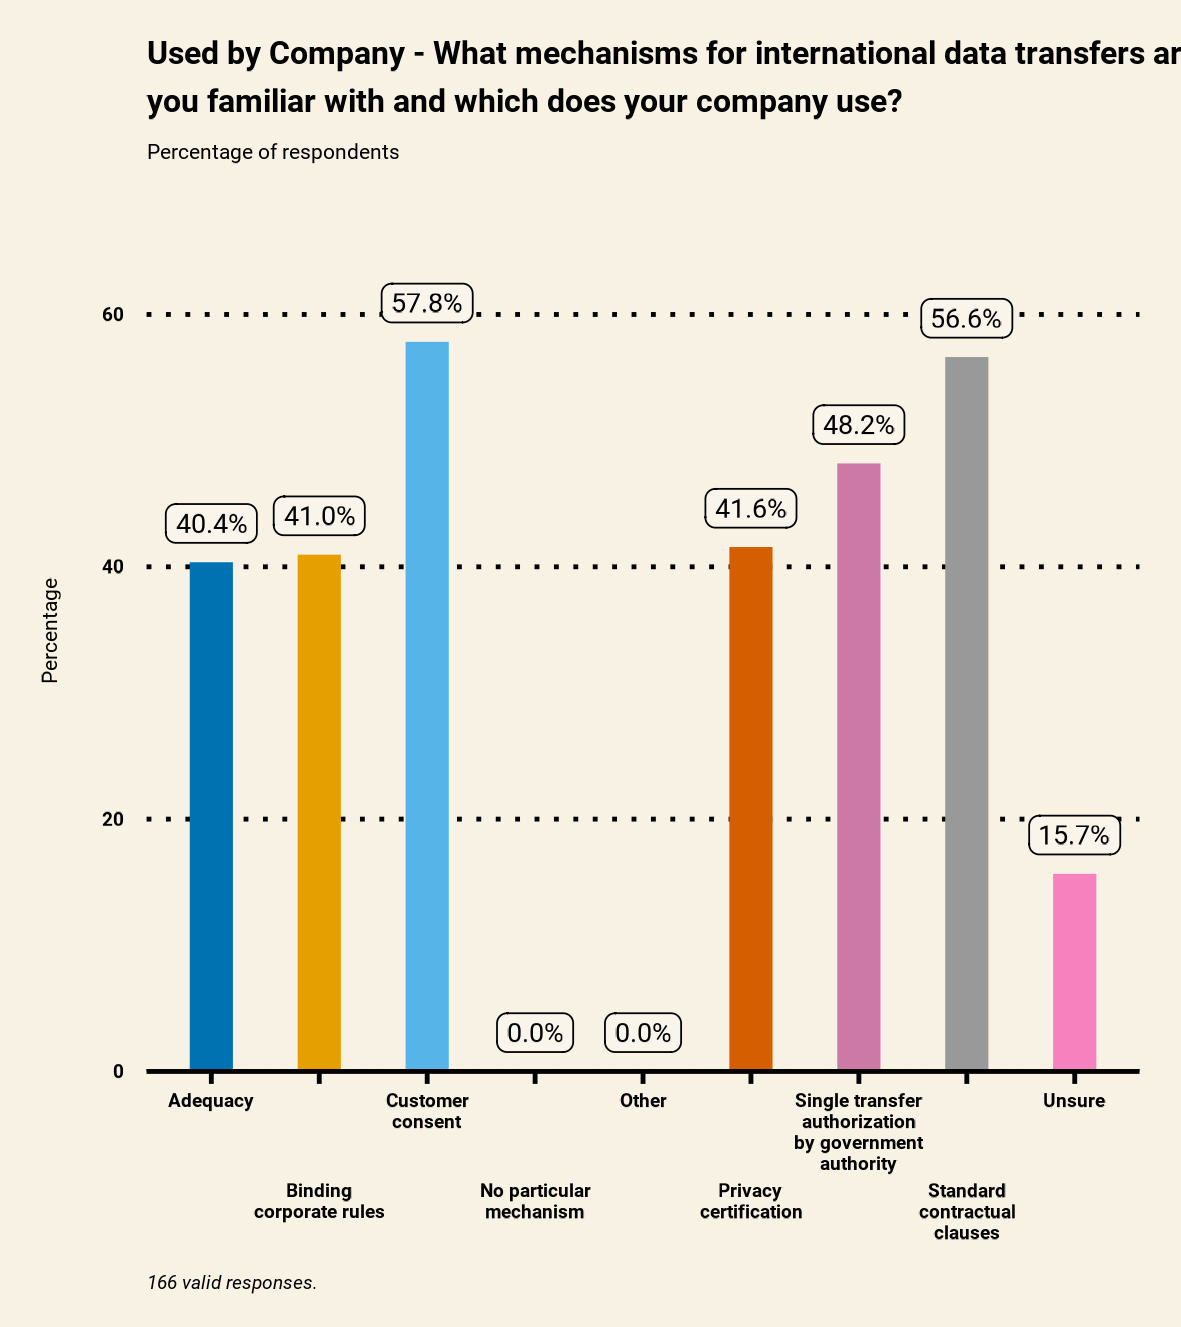 Used by Company - What mechanisms for international data transfers
you familiar with and which does your company use?
Percentage of respondents
60
57.8%
56.6%
48.2%
41.6%
41.0%
40.4%
40
Percentage
20
15.7%
0.0%
0.0%
0
Adequacy
Customer
consent
Other
Single transfer
authorization
by government
authority
Unsure
Binding
corporate rules
No particular
mechanism
Privacy
certification
Standard
contractual
clauses
166 valid responses.